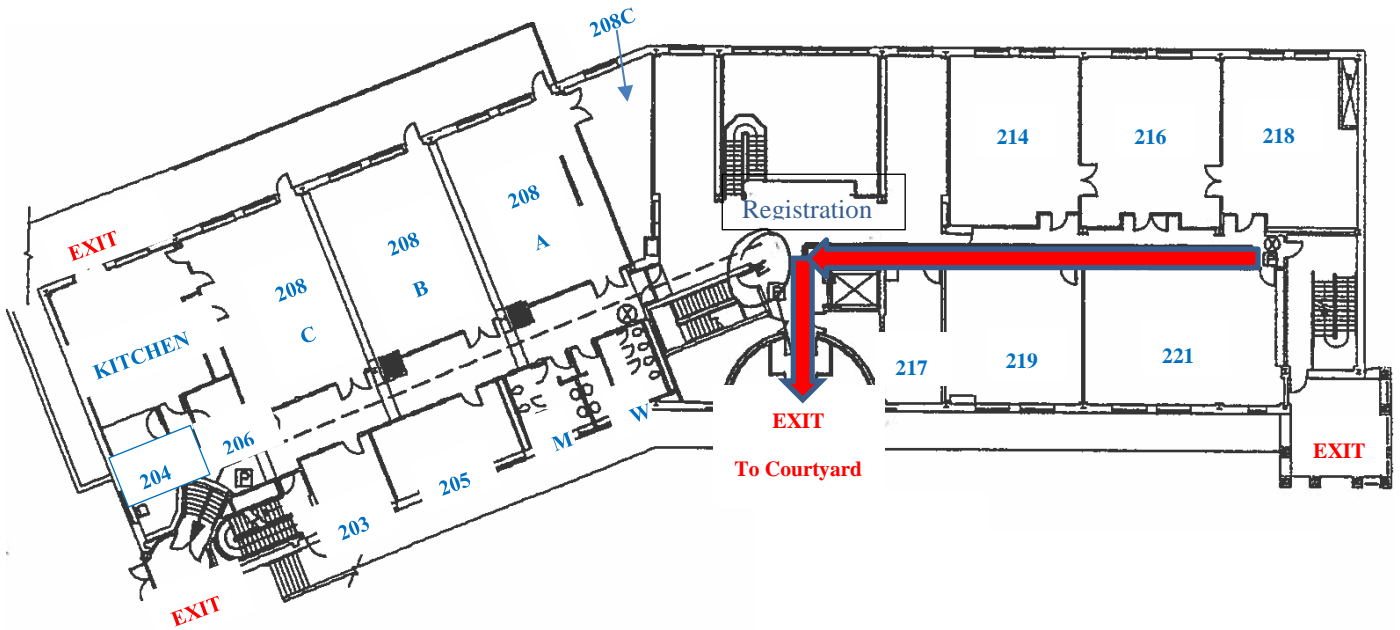 208C
214
216
218
208
A
Registration
208
B
EXIT
208
C
KITCHEN
217
219
221
206
M
W
EXIT
To Courtyard
EXIT
204
P
205
203
EXIT